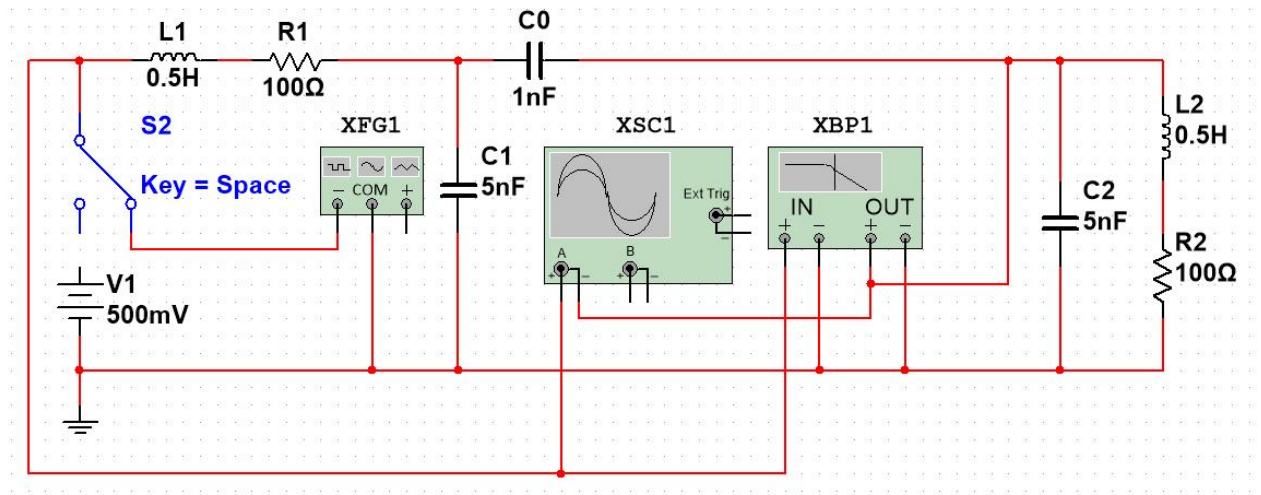 L1
0.5H
R1
100Ω
C0
1nF
S2
Key = Space
XFG1
− COM +
C1
5nF
XSC1
Ext Trig
+
−
A
+ −
B
+ −
XBP1
IN OUT
+ − + −
L2
0.5H
C2
5nF
R2
100Ω
V1
500mV